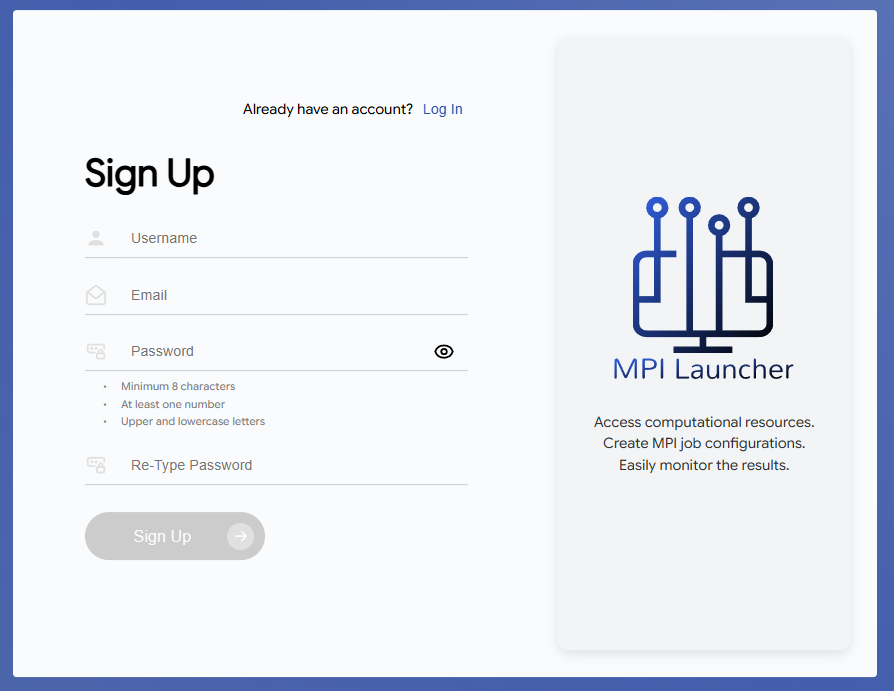 Already have an account? Log In
Sign Up
Username
Email
Password
• Minimum 8 characters
• At least one number
• Upper and lowercase letters
Re-Type Password
Sign Up
MPI Launcher
Access computational resources.
Create MPI job configurations.
Easily monitor the results.